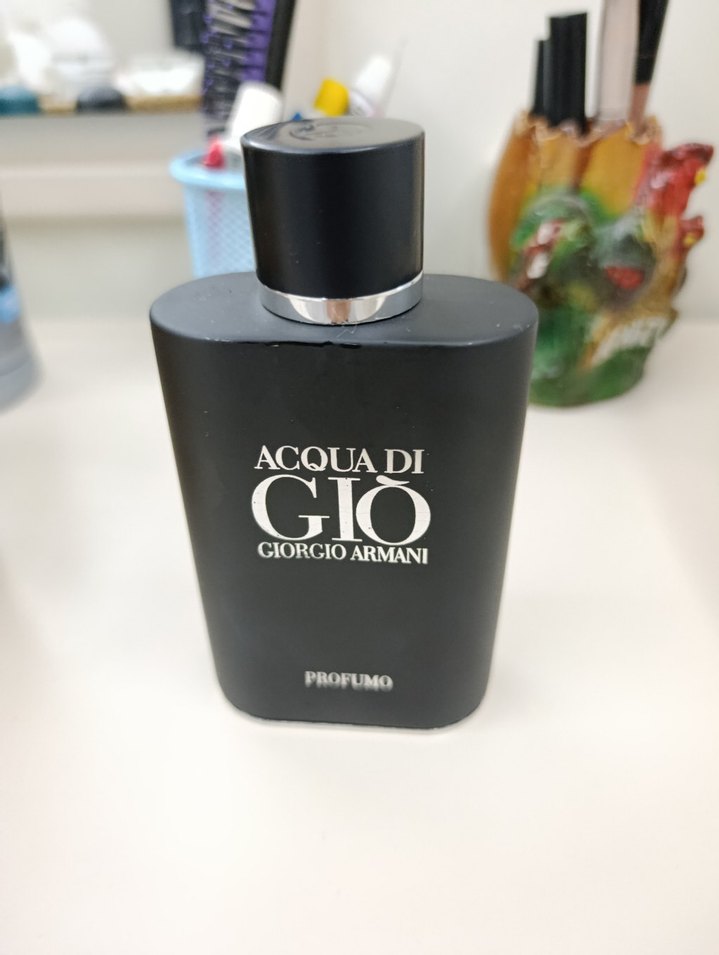 ACQUA DI
GIÒ
GIORGIO ARMANI
PROFUMO